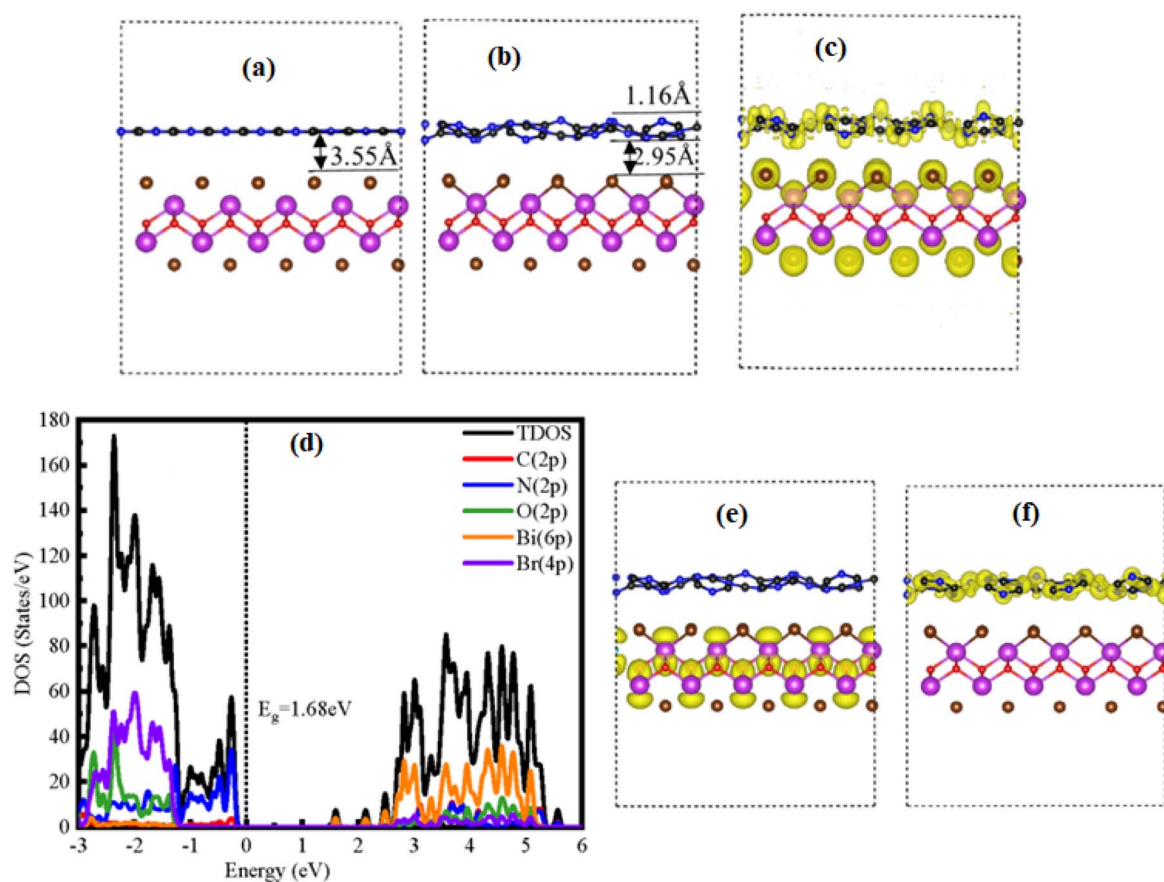 (a)
3.55Å
(b)
1.16Å
2.95Å
(c)
(d)
DOS (States/eV)
180
160
140
120
100
80
60
40
20
0
TDOS
C(2p)
N(2p)
O(2p)
Bi(6p)
Br(4p)
E_g=1.68eV
-3 -2 -1 0 1 2 3 4 5 6
Energy (eV)
(e)
(f)